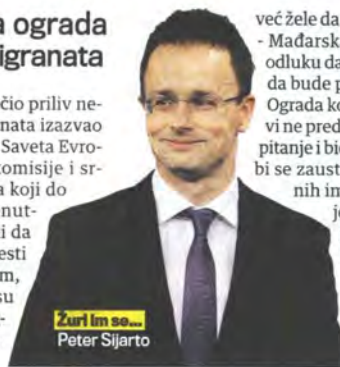 a ograda
igranata
čio priliv ne-
nata izazvao
Saveta Evro-
komisije i sr-
a koji do
nut-
i da
esti
m,
su
-
već žele da
- Mađarsk
odluku da
da bude p
Ograda ko
vi ne pred
pitanje i bio
bi se zaust
nih im
je
Žuri im se...
Peter Sijarto